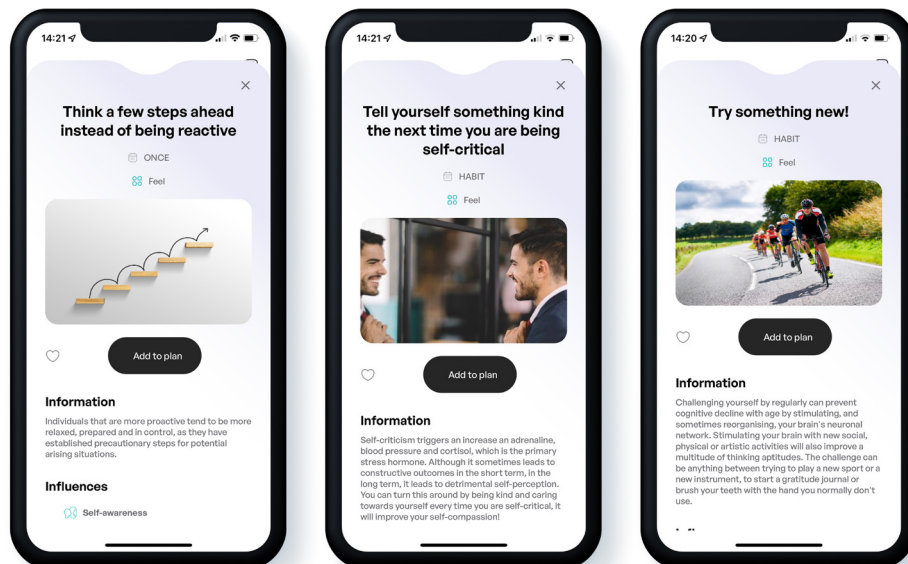 14:21
Think a few steps ahead
instead of being reactive
ONCE
Feel
Add to plan
Information
Individuals that are more proactive tend to be more
relaxed, prepared and in control, as they have
established precautionary steps for potential
arising situations.
Influences
Self-awareness
14:21
Tell yourself something kind
the next time you are being
self-critical
HABIT
Feel
Add to plan
Information
Self-criticism triggers an increase an adrenaline,
blood pressure and cortisol, which is the primary
stress hormone. Although it sometimes leads to
constructive outcomes in the short term, in the
long term, it leads to detrimental self-perception.
You can turn this around by being kind and caring
towards yourself every time you are self-critical, it
will improve your self-compassion!
14:20
Try something new!
HABIT
Feel
Add to plan
Information
Challenging yourself by regularly can prevent
cognitive decline with age by stimulating, and
sometimes reorganising, your brain's neuronal
network. Stimulating your brain with new social,
physical or artistic activities will also improve a
multitude of thinking aptitudes. The challenge can
be anything between trying to play a new sport or a
new instrument, to start a gratitude journal or
brush your teeth with the hand you normally don't
use.